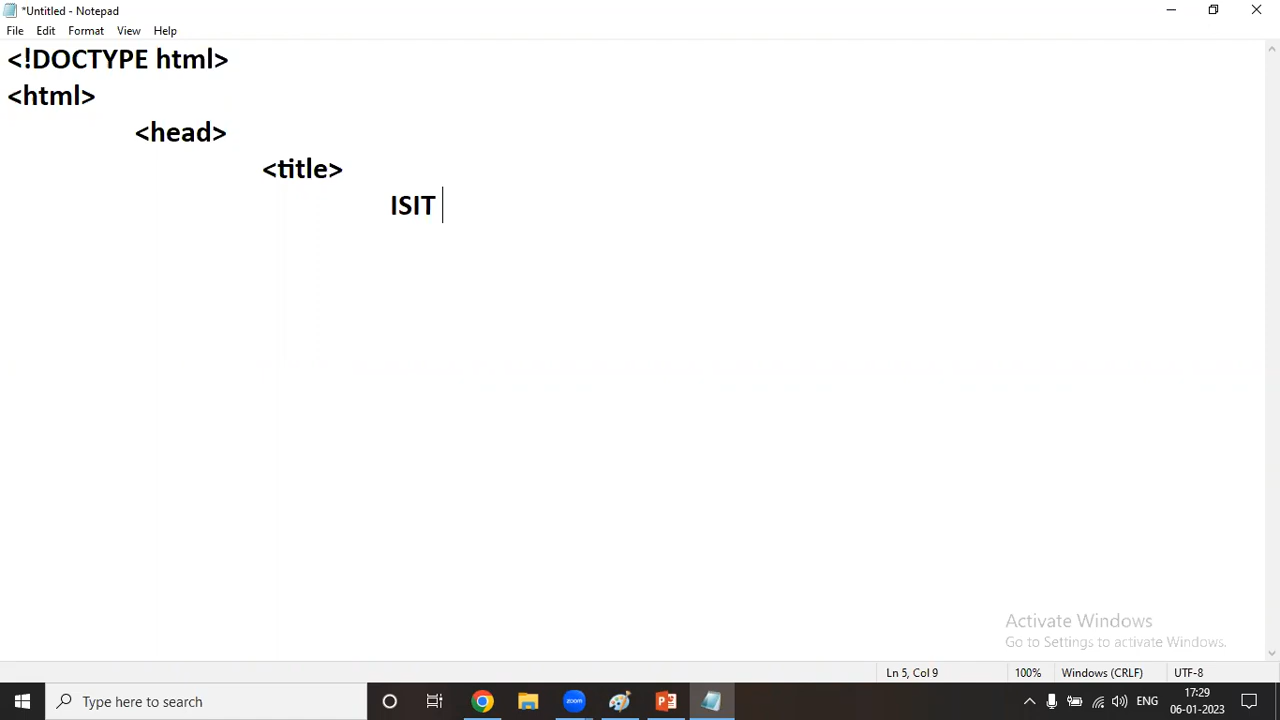 *Untitled - Notepad
File Edit Format View Help
<!DOCTYPE html>
<html>
<head>
<title>
ISIT
Activate Windows
Go to Settings to activate Windows.
Ln 5, Col 9 100% Windows (CRLF) UTF-8
Type here to search zoom ENG 17:29
06-01-2023